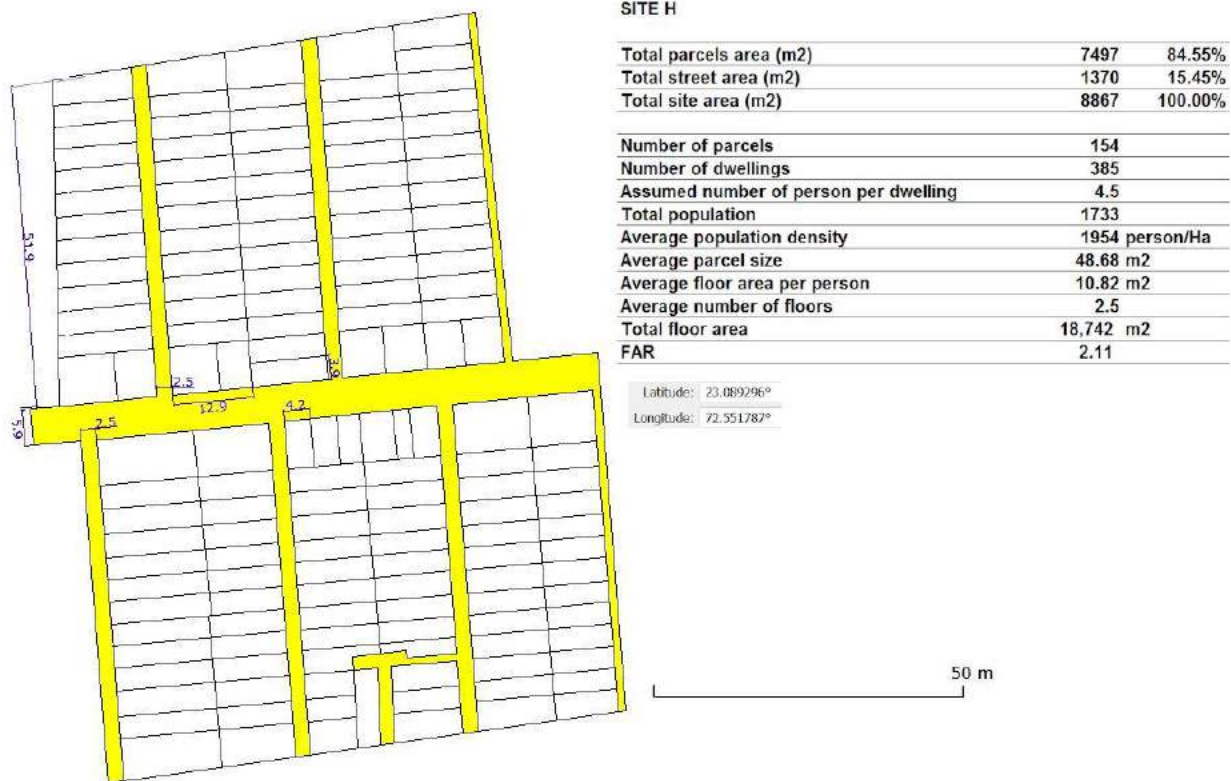 SITE H
Total parcels area (m2) 7497 84.55%
Total street area (m2) 1370 15.45%
Total site area (m2) 8867 100.00%
Number of parcels 154
Number of dwellings 385
Assumed number of person per dwelling 4.5
Total population 1733
Average population density 1954 person/Ha
Average parcel size 48.68 m2
Average floor area per person 10.82 m2
Average number of floors 2.5
Total floor area 18,742 m2
FAR 2.11
Latitude: 23.089296°
Longitude: 72.551787°
51.9
3.9
2.5
12.9
4.2
5.9
2.5
50 m